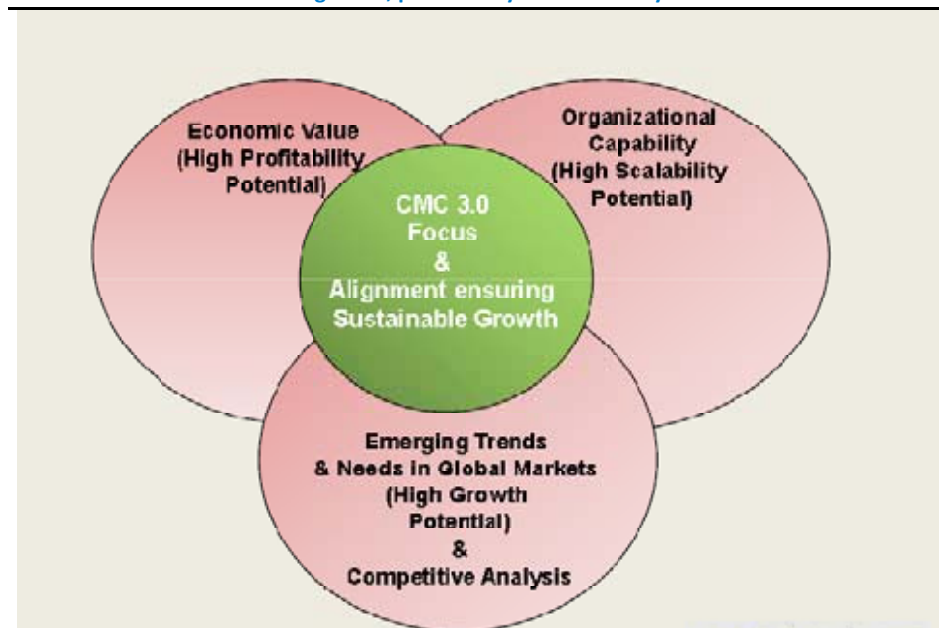 Economic Value
(High Profitability
Potential)
Organizational
Capability
(High Scalability
Potential)
CMC 3.0
Focus
&
Alignment ensuring
Sustainable Growth
Emerging Trends
& Needs in Global Markets
(High Growth
Potential)
&
Competitive Analysis